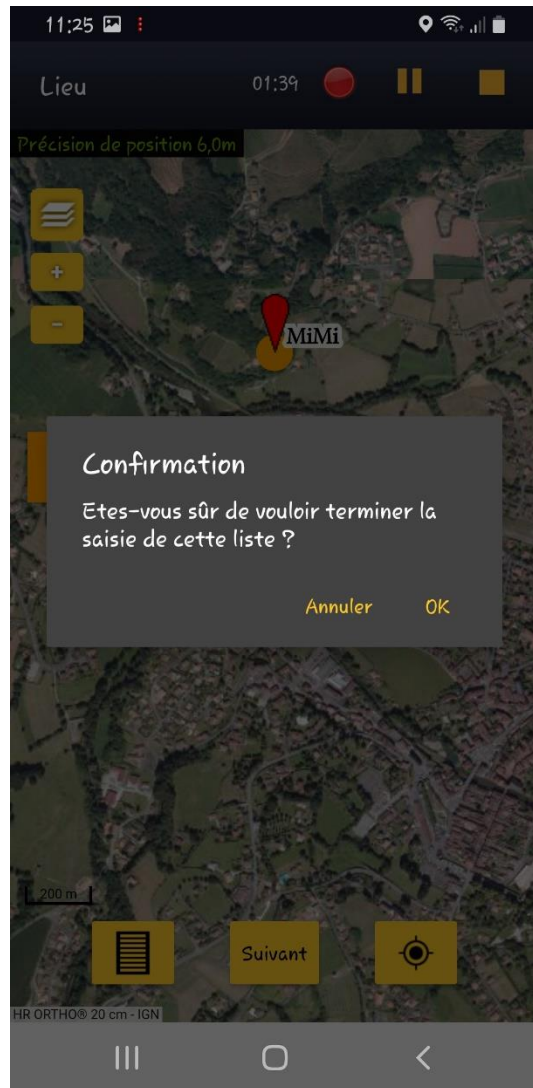 11:25
Lieu 01:39
Précision de position 6,0m
+
MiMi
-
Confirmation
Etes-vous sûr de vouloir terminer la
saisie de cette liste ?
Annuler OK
200 m
Suivant
HR ORTHO® 20 cm - IGN